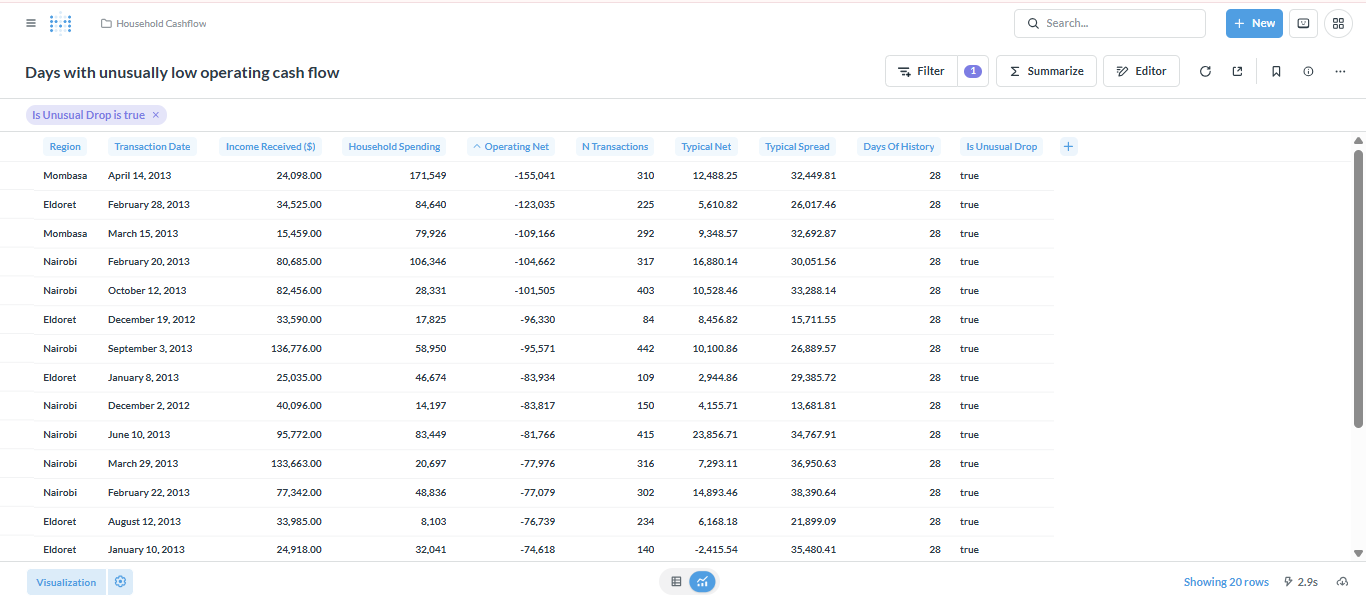 Household Cashflow
Search...
+ New
Days with unusually low operating cash flow
Filter 1
Summarize
Editor
Is Unusual Drop is true ×
Region Transaction Date Income Received ($) Household Spending Operating Net N Transactions Typical Net Typical Spread Days Of History Is Unusual Drop +
Mombasa April 14, 2013 24,098.00 171,549 -155,041 310 12,488.25 32,449.81 28 true
Eldoret February 28, 2013 34,525.00 84,640 -123,035 225 5,610.82 26,017.46 28 true
Mombasa March 15, 2013 15,459.00 79,926 -109,166 292 9,348.57 32,692.87 28 true
Nairobi February 20, 2013 80,685.00 106,346 -104,662 317 16,880.14 30,051.56 28 true
Nairobi October 12, 2013 82,456.00 28,331 -101,505 403 10,528.46 33,288.14 28 true
Eldoret December 19, 2012 33,590.00 17,825 -96,330 84 8,456.82 15,711.55 28 true
Nairobi September 3, 2013 136,776.00 58,950 -95,571 442 10,100.86 26,889.57 28 true
Eldoret January 8, 2013 25,035.00 46,674 -83,934 109 2,944.86 29,385.72 28 true
Nairobi December 2, 2012 40,096.00 14,197 -83,817 150 4,155.71 13,681.81 28 true
Nairobi June 10, 2013 95,772.00 83,449 -81,766 415 23,856.71 34,767.91 28 true
Nairobi March 29, 2013 133,663.00 20,697 -77,976 316 7,293.11 36,950.63 28 true
Nairobi February 22, 2013 77,342.00 48,836 -77,079 302 14,893.46 38,390.64 28 true
Eldoret August 12, 2013 33,985.00 8,103 -76,739 234 6,168.18 21,899.09 28 true
Eldoret January 10, 2013 24,918.00 32,041 -74,618 140 -2,415.54 35,480.41 28 true
Visualization
Showing 20 rows
2.9s